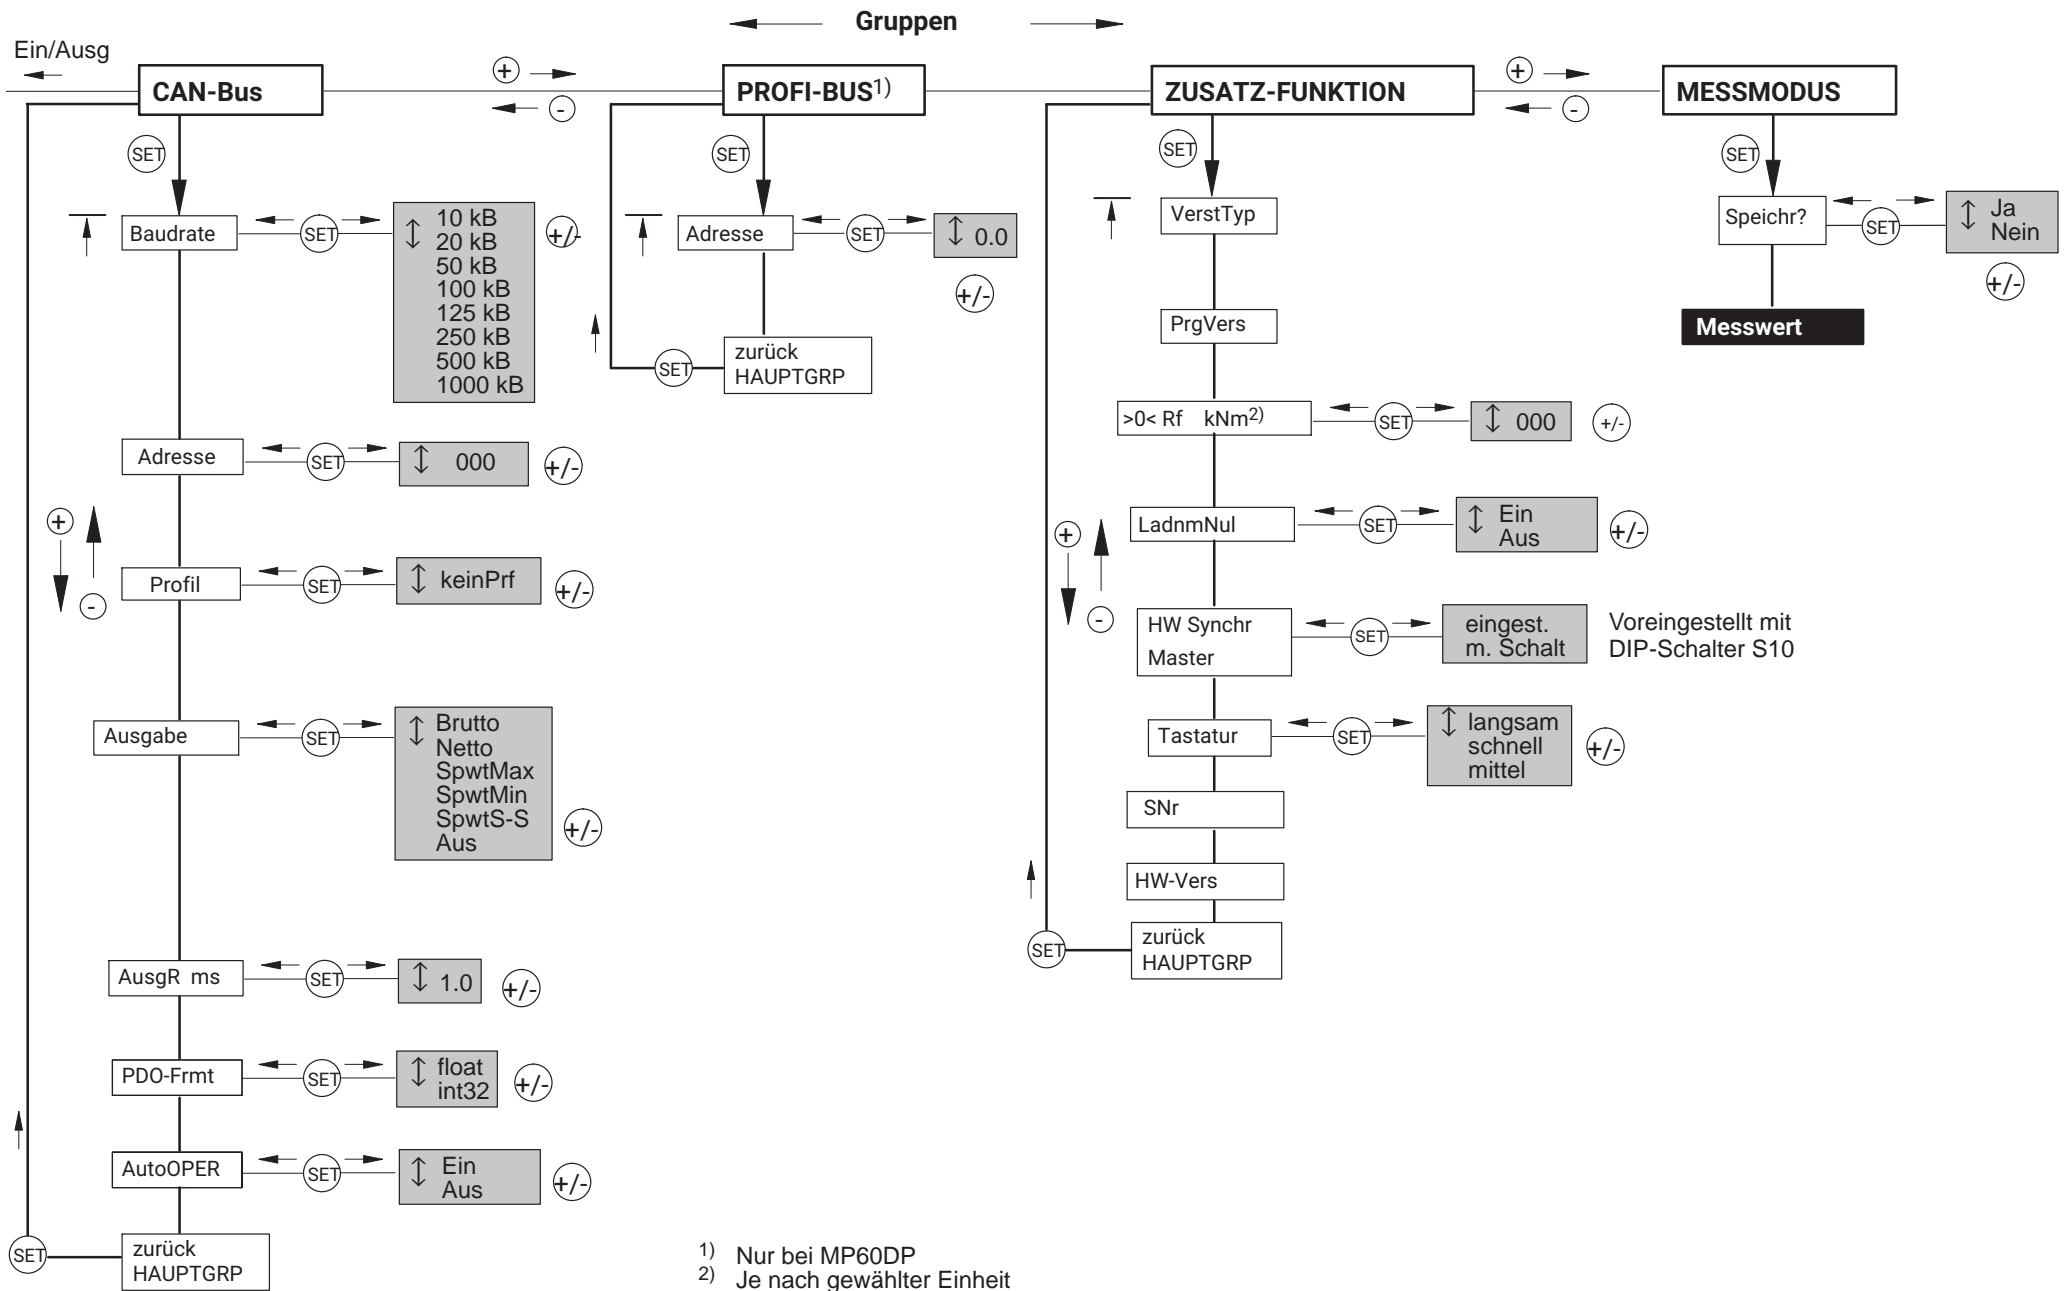 Gruppen
Ein/Ausg
CAN-Bus
+
-
PROFI-BUS1)
ZUSATZ-FUNKTION
+
-
MESSMODUS
SET
Baudrate
SET
10 kB
20 kB
50 kB
100 kB
125 kB
250 kB
500 kB
1000 kB
+/-
Adresse
SET
000
+/-
+
-
Profil
SET
keinPrf
+/-
Ausgabe
SET
Brutto
Netto
SpwtMax
SpwtMin
SpwtS-S
Aus
+/-
AusgR ms
SET
1.0
+/-
PDO-Frmt
SET
float
int32
+/-
AutoOPER
SET
Ein
Aus
+/-
SET
zurück
HAUPTGRP
SET
Adresse
SET
0.0
+/-
SET
zurück
HAUPTGRP
SET
VerstTyp
PrgVers
>0< Rf kNm2)
SET
000
+/-
LadnmNul
SET
Ein
Aus
+/-
+
-
HW Synchr
Master
SET
eingest.
m. Schalt
Voreingestellt mit
DIP-Schalter S10
Tastatur
SET
langsam
schnell
mittel
+/-
SNr
HW-Vers
SET
zurück
HAUPTGRP
SET
Speichr?
SET
Ja
Nein
+/-
Messwert
1) Nur bei MP60DP
2) Je nach gewählter Einheit